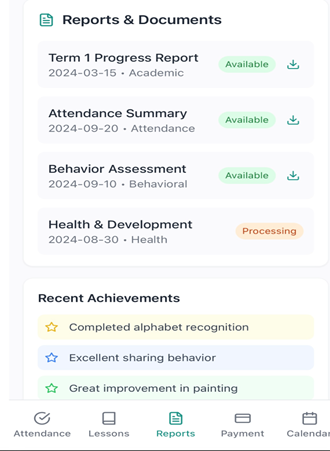 Reports & Documents
Term 1 Progress Report
2024-03-15 • Academic
Available
Attendance Summary
2024-09-20 • Attendance
Available
Behavior Assessment
2024-09-10 • Behavioral
Available
Health & Development
2024-08-30 • Health
Processing
Recent Achievements
Completed alphabet recognition
Excellent sharing behavior
Great improvement in painting
Attendance Lessons Reports Payment Calendar